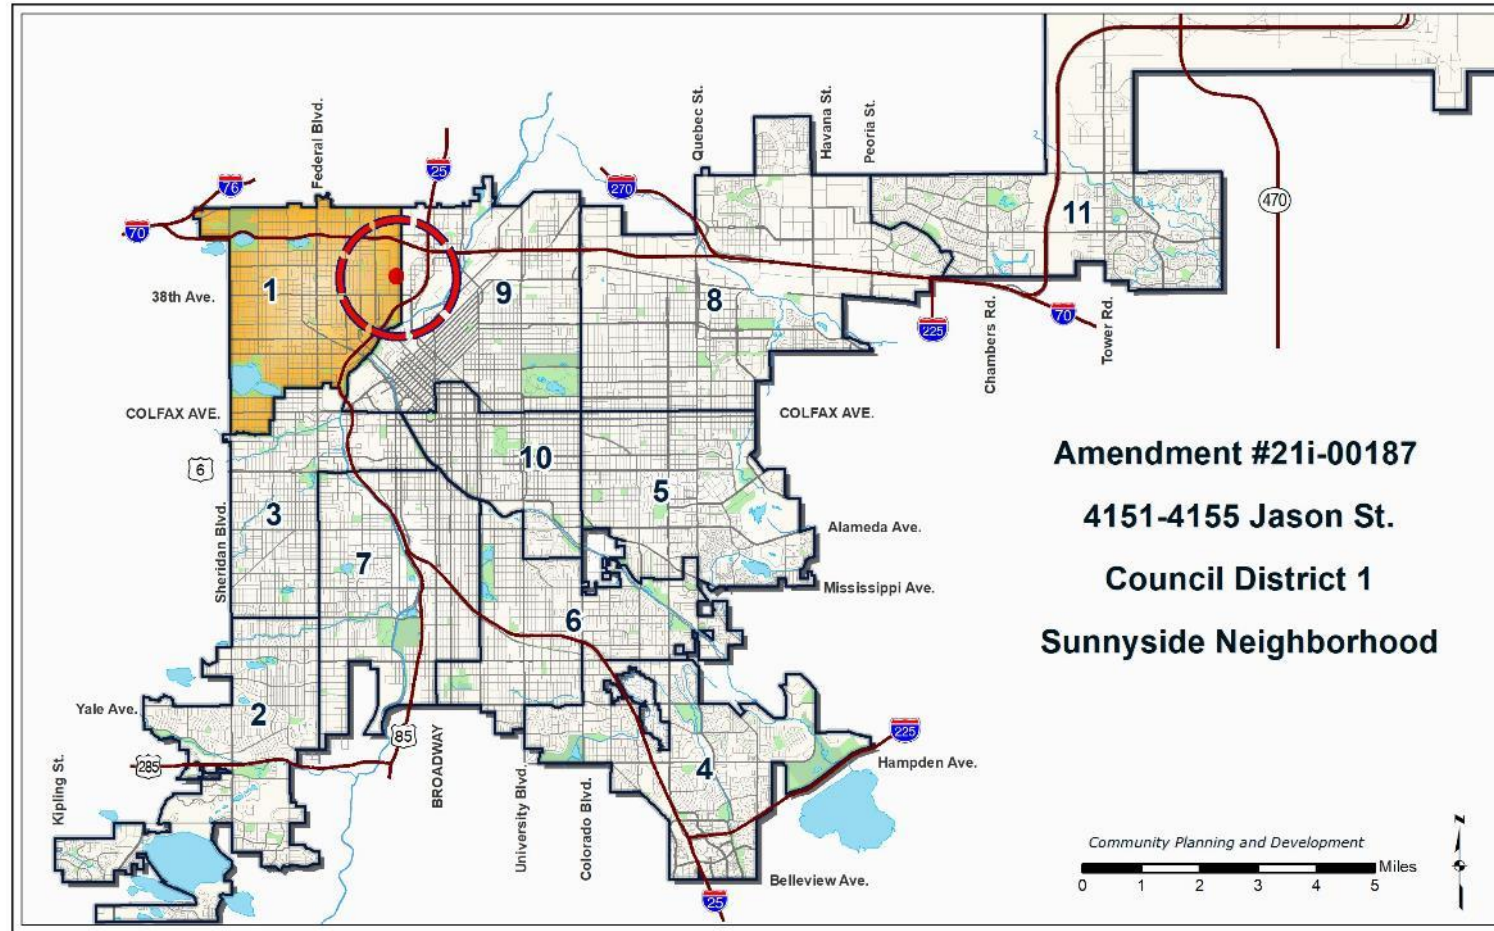 Federal Blvd.
Quebec St.
Havana St.
Peoria St.
25
76
270
70
470
11
1
9
8
38th Ave.
225
70
Chambers Rd.
Tower Rd.
COLFAX AVE.
COLFAX AVE.
6
10
5
3
Sheridan Blvd.
7
Alameda Ave.
Mississippi Ave.
6
Amendment #21i-00187
4151-4155 Jason St.
Council District 1
Sunnyside Neighborhood
Yale Ave.
2
85
BROADWAY
225
Hampden Ave.
285
4
Kipling St.
University Blvd.
Colorado Blvd.
Belleview Ave.
25
Community Planning and Development
Miles
0 1 2 3 4 5
Z